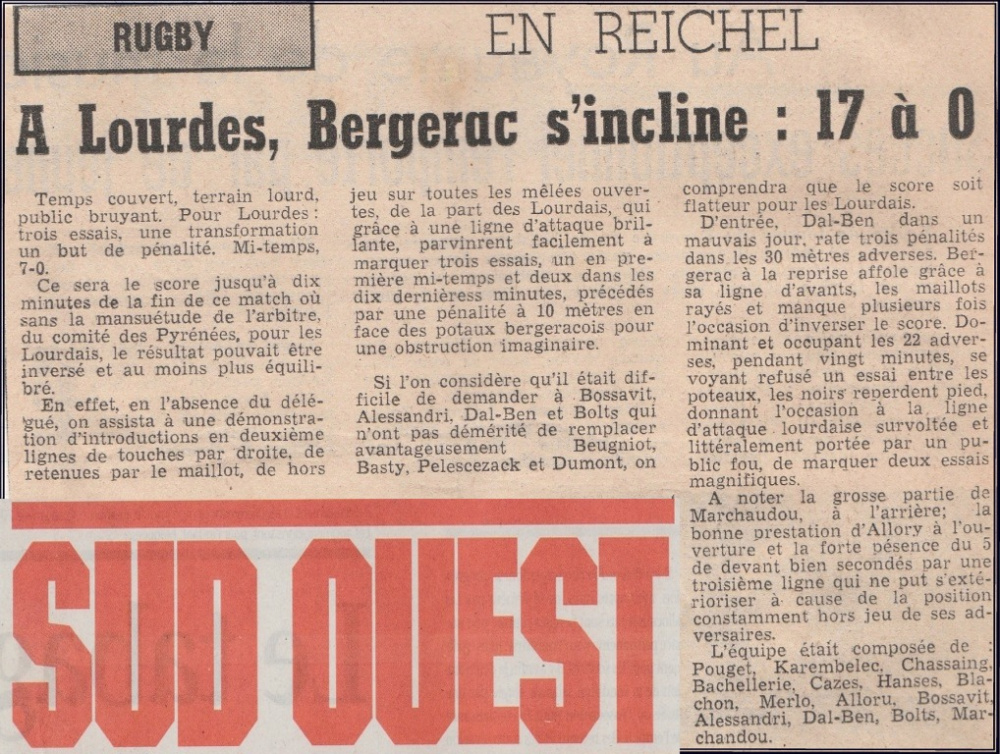 RUGBY
EN REICHEL
A Lourdes, Bergerac s'incline : 17 à 0
Temps couvert, terrain lourd,
public bruyant. Pour Lourdes :
trois essais, une transformation
un but de pénalité. Mi-temps,
7-0.
Ce sera le score jusqu'à dix
minutes de la fin de ce match où
sans la mansuétude de l'arbitre,
du comité des Pyrénées, pour les
Lourdais, le résultat pouvait être
inversé et au moins plus équili-
bré.
En effet, en l'absence du délé-
gué, on assista à une démonstra-
tion d'introductions en deuxième
lignes de touches par droite, de
retenues par le maillot, de hors
jeu sur toutes les mêlées ouver-
tes, de la part des Lourdais, qui
grâce à une ligne d'attaque bril-
lante, parvinrent facilement à
marquer trois essais, un en pre-
mière mi-temps et deux dans les
dix dernièress minutes, précédés
par une pénalité à 10 mètres en
face des potaux bergeracois pour
une obstruction imaginaire.
Si l'on considère qu'il était dif-
ficile de demander à Bossavit,
Alessandri, Dal-Ben et Bolts qui
n'ont pas démérité de remplacer
avantageusement Beugniot,
Basty, Pelescezack et Dumont, on
comprendra que le score soit
flatteur pour les Lourdais.
D'entrée, Dal-Ben dans un
mauvais jour, rate trois pénalités
dans les 30 mètres adverses. Ber-
gerac à la reprise affole grâce à
sa ligne d'avants, les maillots
rayés et manque plusieurs fois
l'occasion d'inverser le score. Do-
minant et occupant les 22 adver-
ses, pendant vingt minutes, se
voyant refusé un essai entre les
poteaux, les noirs reperdent pied,
donnant l'occasion à la ligne
d'attaque lourdaise survoltée et
littéralement portée par un pu-
blic fou, de marquer deux essais
magnifiques.
A noter la grosse partie de
Marchaudou, à l'arrière; la
bonne prestation d'Allory à l'ou-
verture et la forte pésence du 5
de devant bien secondés par une
troisième ligne qui ne put s'exté-
rioriser à cause de la position
constamment hors jeu de ses ad-
versaires.
L'équipe était composée de :
Pouget, Karembelec, Chassaing,
Bachellerie, Cazes, Hanses, Bla-
chon, Merlo, Alloru, Bossavit,
Alessandri, Dal-Ben, Bolts, Mar-
chandou.
SUD OUEST